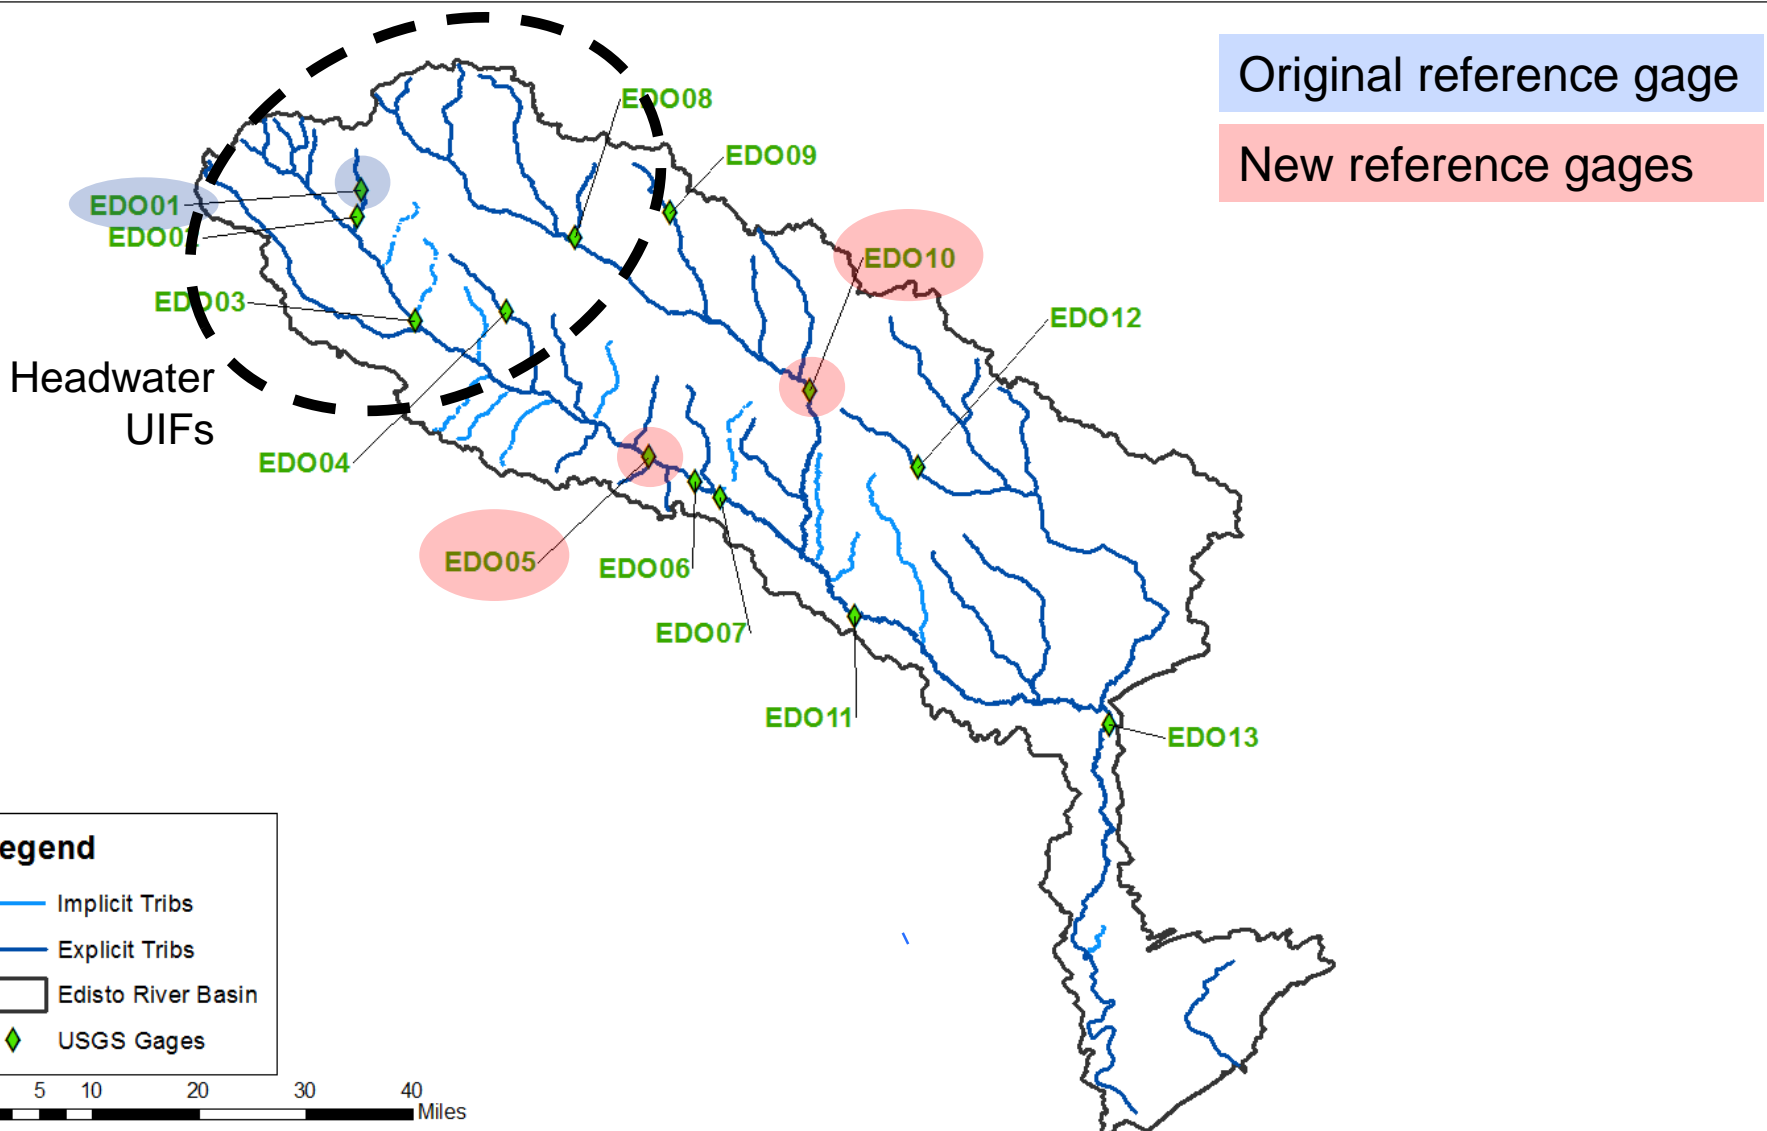 Original reference gage
New reference gages
EDO08
EDO09
EDO01
EDO02
EDO10
EDO03
EDO12
Headwater
UIFs
EDO04
EDO05
EDO06
EDO07
EDO11
EDO13
egend
Implicit Tribs
Explicit Tribs
Edisto River Basin
USGS Gages
5 10 20 30 40
Miles